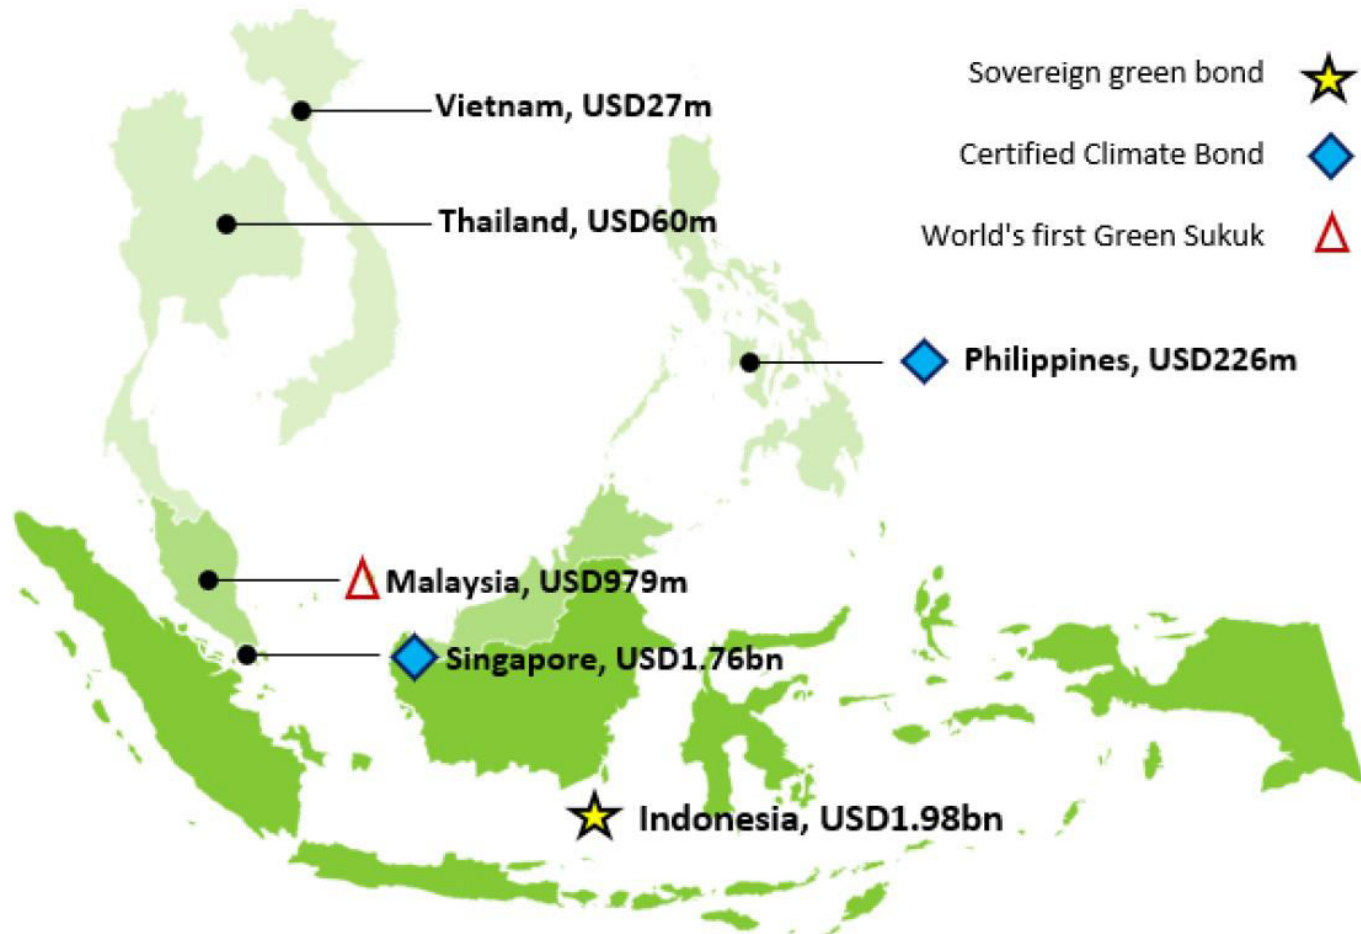 Sovereign green bond
Certified Climate Bond
World's first Green Sukuk
Vietnam, USD27m
Thailand, USD60m
Philippines, USD226m
Malaysia, USD979m
Singapore, USD1.76bn
Indonesia, USD1.98bn